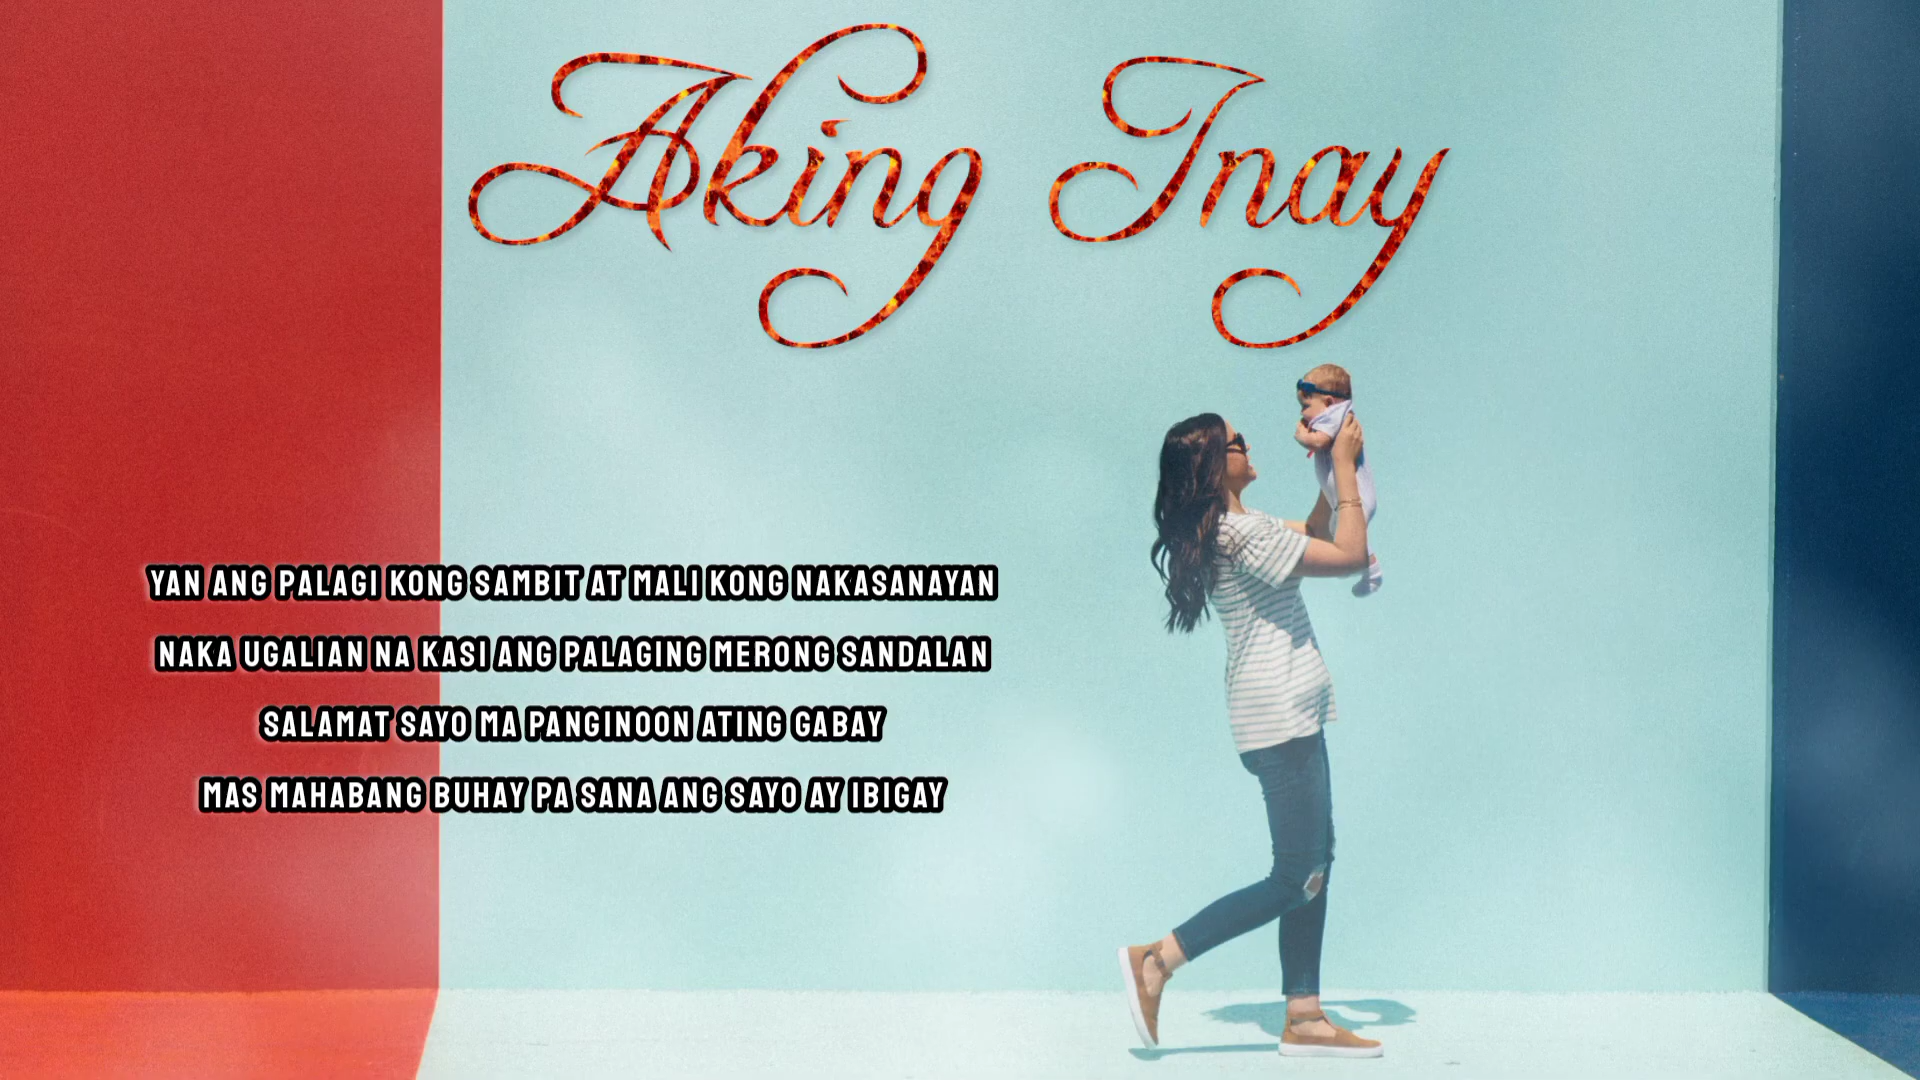 Aking Inay
YAN ANG PALAGI KONG SAMBIT AT MALI KONG NAKASANAYAN
NAKA UGALIAN NA KASI ANG PALAGING MERONG SANDALAN
SALAMAT SAYO MA PANGINOON ATING GABAY
MAS MAHABANG BUHAY PA SANA ANG SAYO AY IBIGAY